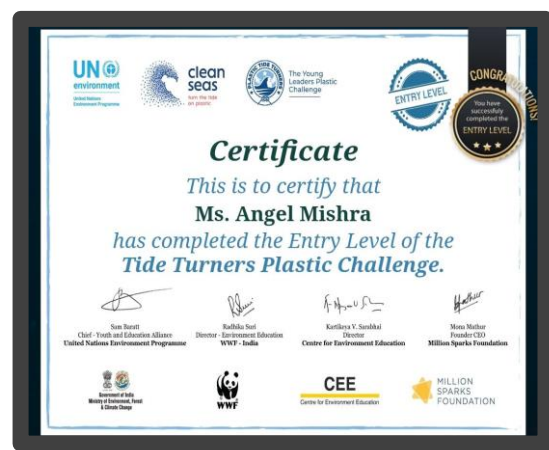 UN
environment
United Nations
Environment Programme
clean
seas
turn the tide
on plastic
PLASTIC TIDE TURNERS
The Young
Leaders Plastic
Challenge
ENTRY LEVEL
CONGRATULATIONS!
You have
successfuly
completed the
ENTRY LEVEL
Certificate
This is to certify that
Ms. Angel Mishra
has completed the Entry Level of the
Tide Turners Plastic Challenge.
Sam Baratt
Chief - Youth and Education Alliance
United Nations Environment Programme
Radhika Suri
Director - Environment Education
WWF - India
Kartikeya V. Sarabhai
Director
Centre for Environment Education
Mona Mathur
Founder CEO
Million Sparks Foundation
Government of India
Ministry of Environment, Forest
& Climate Change
WWF
CEE
Centre for Environment Education
MILLION
SPARKS
FOUNDATION